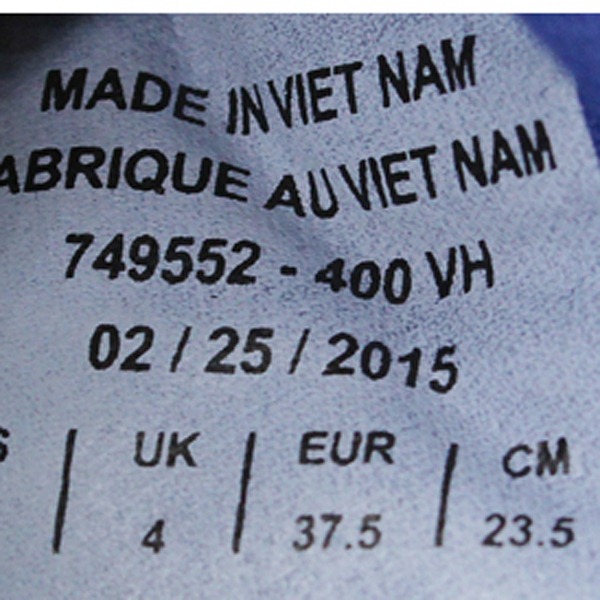 MADE IN VIET NAM
ABRIQUE AU VIET NAM
749552 - 400 VH
02 / 25 / 2015
S | UK | EUR | CM
4 | 37.5 | 23.5